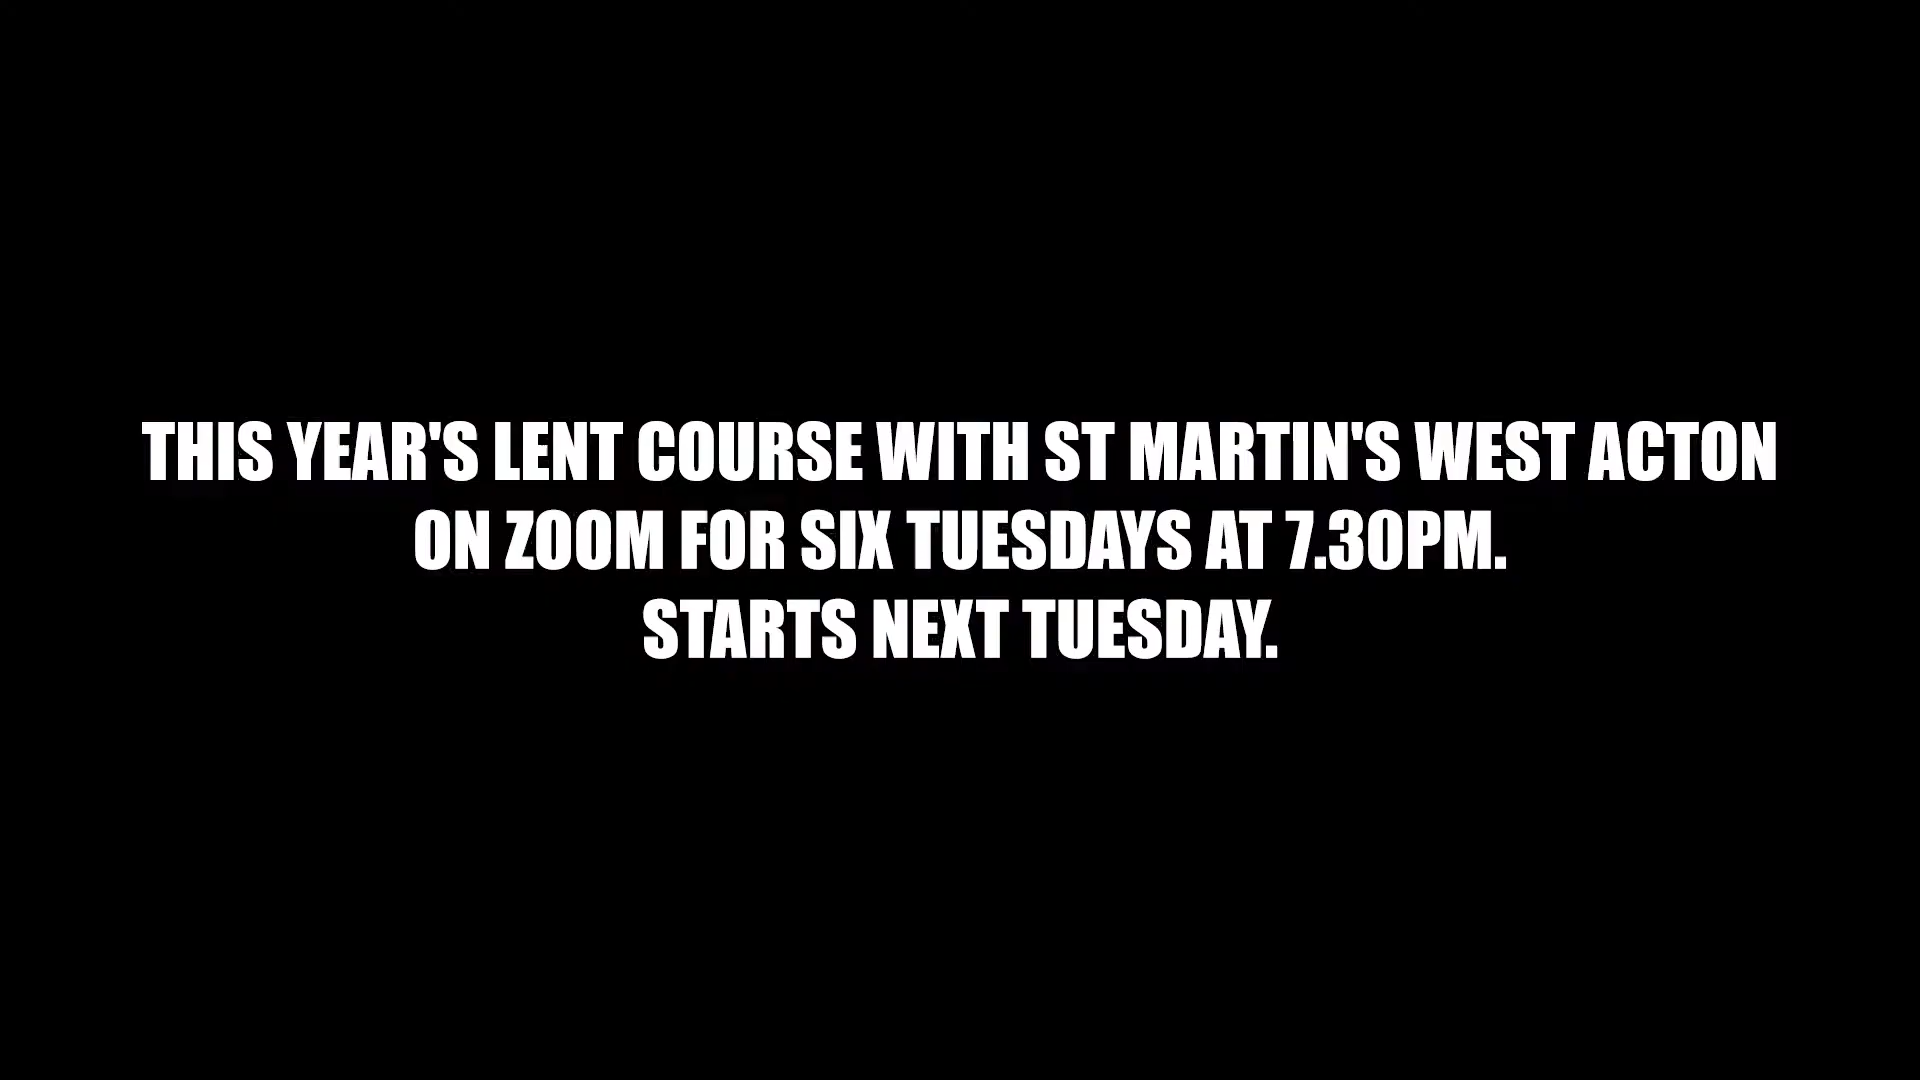 THIS YEAR'S LENT COURSE WITH ST MARTIN'S WEST ACTON
ON ZOOM FOR SIX TUESDAYS AT 7.30PM.
STARTS NEXT TUESDAY.